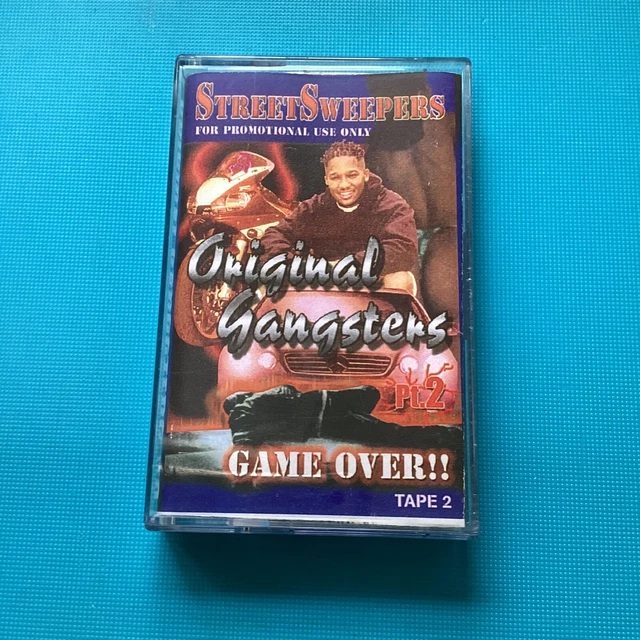 STREETSWEEPERS
FOR PROMOTIONAL USE ONLY
Original
Gangsters
Pt.2
GAME OVER!!
TAPE 2